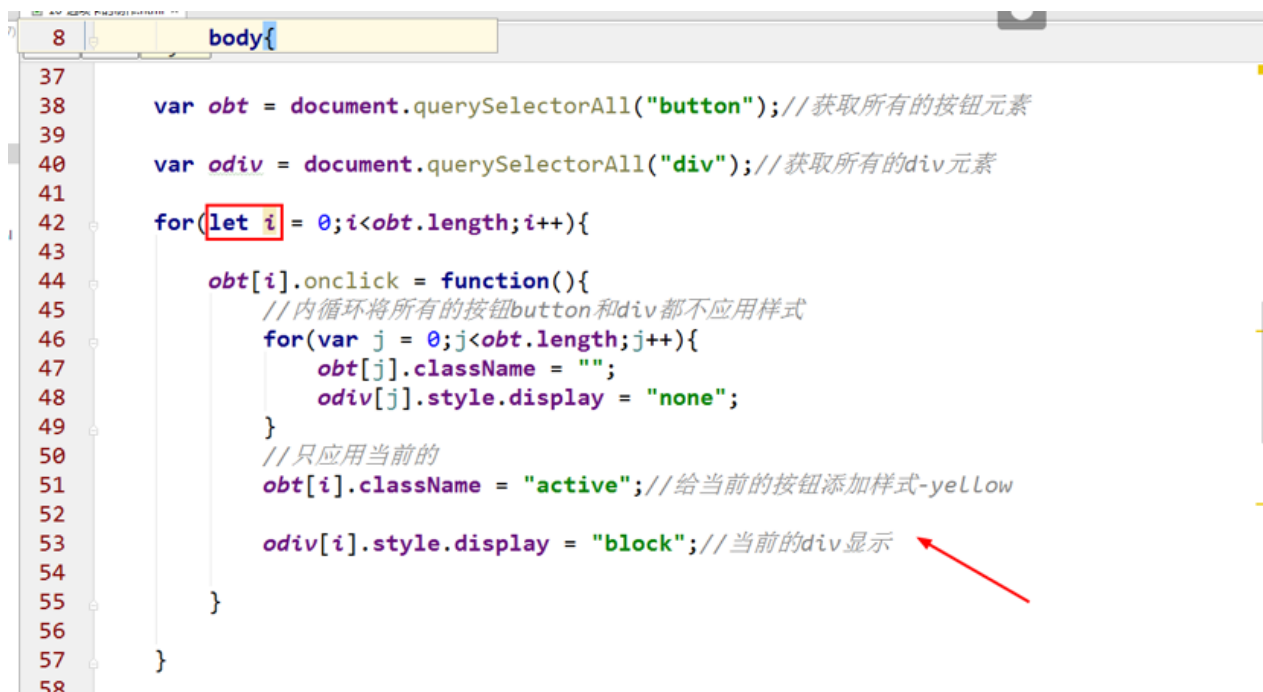 8 body{
37
38 var obt = document.querySelectorAll("button");//获取所有的按钮元素
39
40 var odiv = document.querySelectorAll("div");//获取所有的div元素
41
42 for(let i = 0;i<obt.length;i++){
43
44 obt[i].onclick = function(){
45 //内循环将所有的按钮button和div都不应用样式
46 for(var j = 0;j<obt.length;j++){
47 obt[j].className = "";
48 odiv[j].style.display = "none";
49 }
50 //只应用当前的
51 obt[i].className = "active";//给当前的按钮添加样式-yellow
52
53 odiv[i].style.display = "block";//当前的div显示
54
55 }
56
57 }
58